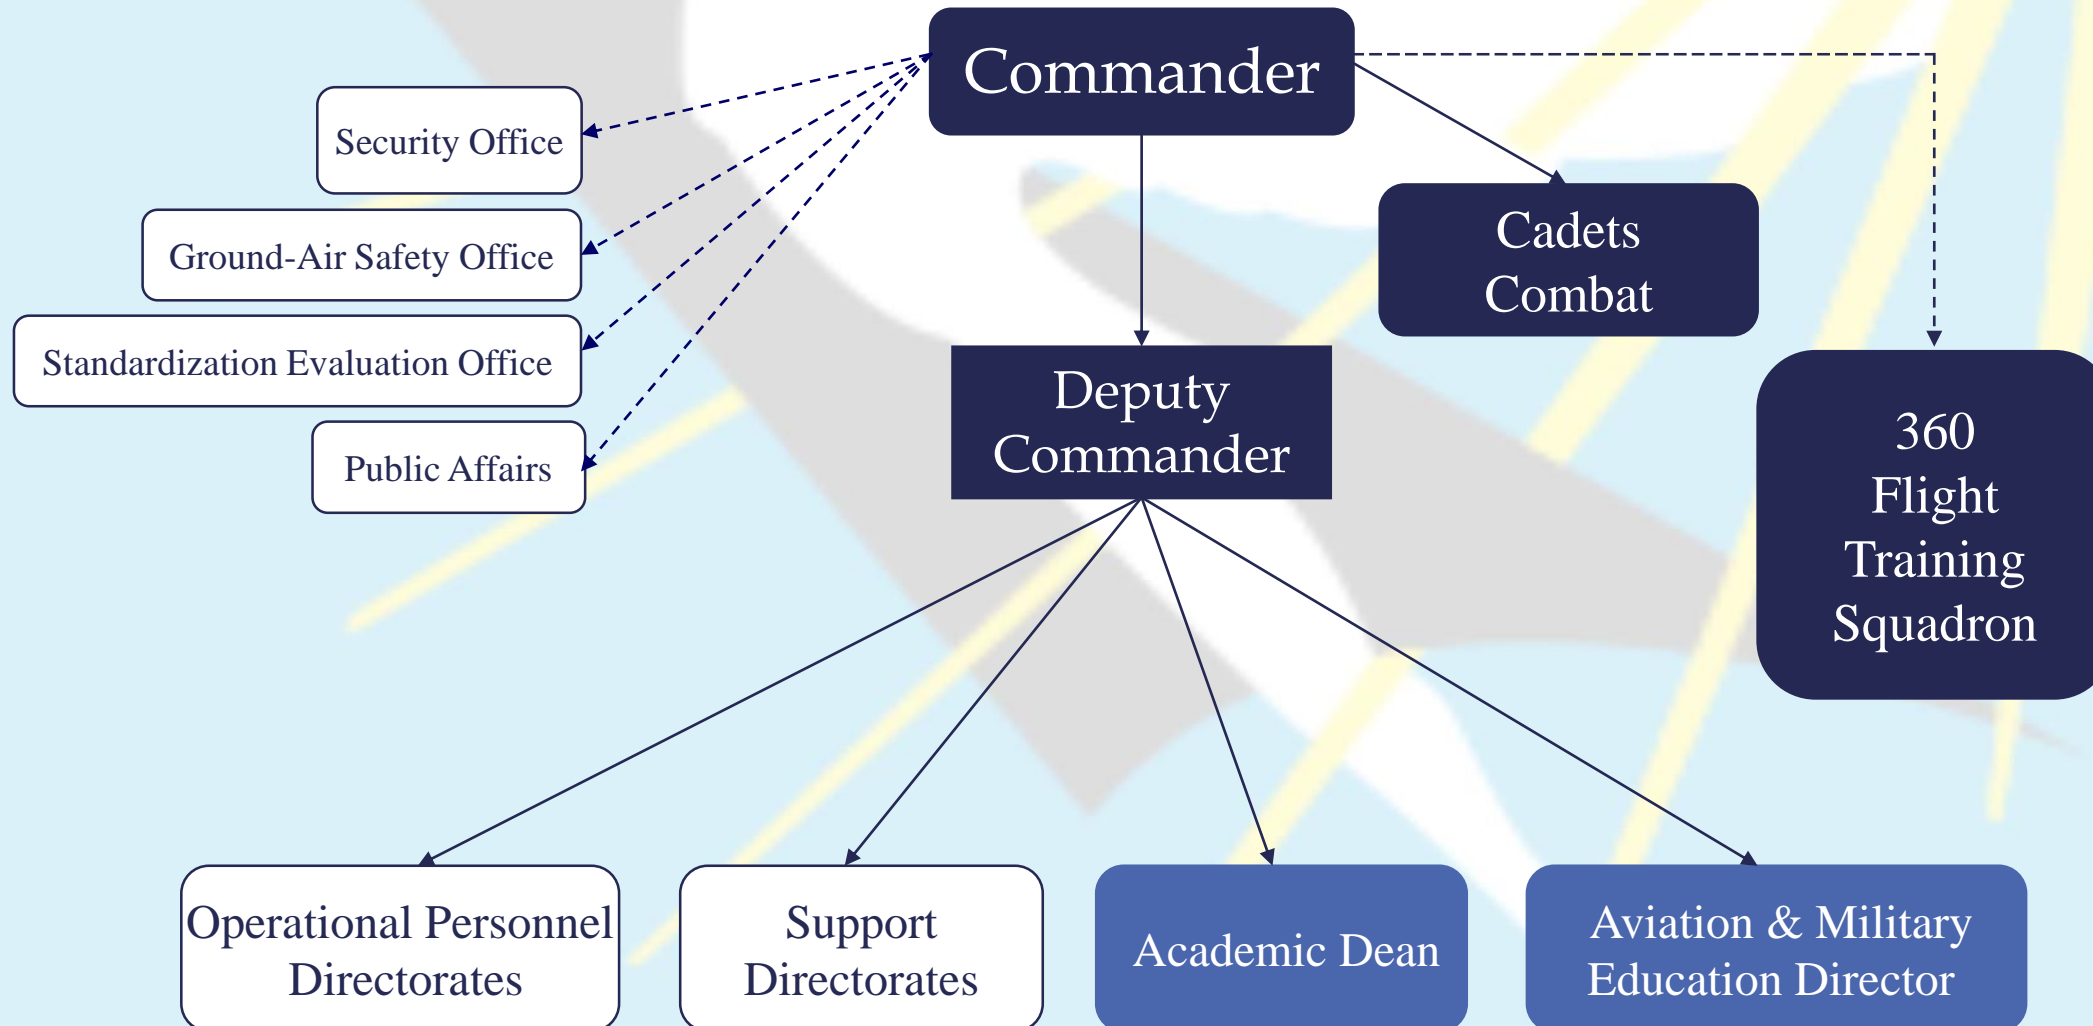 Commander
Security Office
Ground-Air Safety Office
Standardization Evaluation Office
Public Affairs
Cadets
Combat
Deputy
Commander
360
Flight
Training
Squadron
Operational Personnel
Directorates
Support
Directorates
Academic Dean
Aviation & Military
Education Director